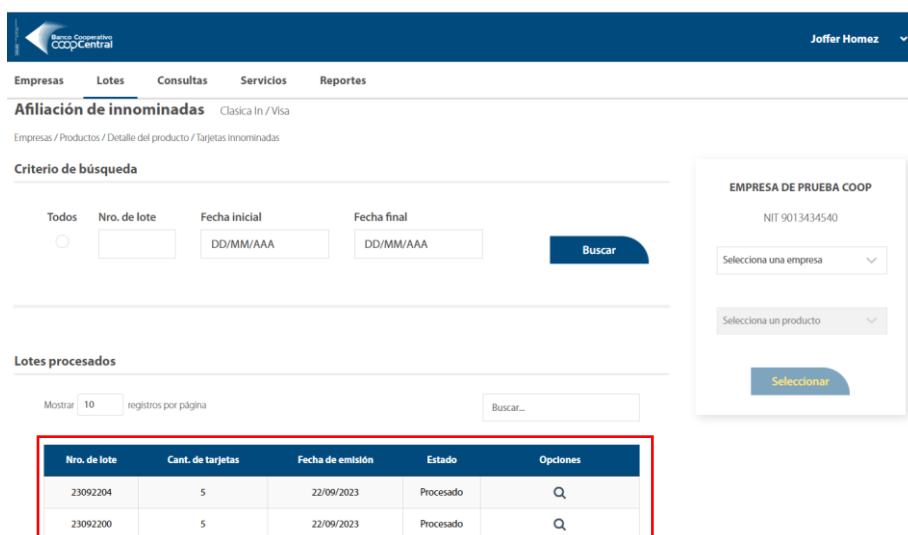 Banco Cooperativo
coopCentral
Joffer Homez
Empresas Lotes Consultas Servicios Reportes
Afiliación de innominadas Clasica In / Visa
Empresas / Productos / Detalle del producto / Tarjetas innominadas
Criterio de búsqueda
Todos Nro. de lote Fecha inicial Fecha final
DD/MM/AAA DD/MM/AAA
Buscar
Lotes procesados
Mostrar 10 registros por página Buscar...
Nro. de lote Cant. de tarjetas Fecha de emisión Estado Opciones
23092204 5 22/09/2023 Procesado
23092200 5 22/09/2023 Procesado
EMPRESA DE PRUEBA COOP
NIT 9013434540
Selecciona una empresa
Selecciona un producto
Seleccionar